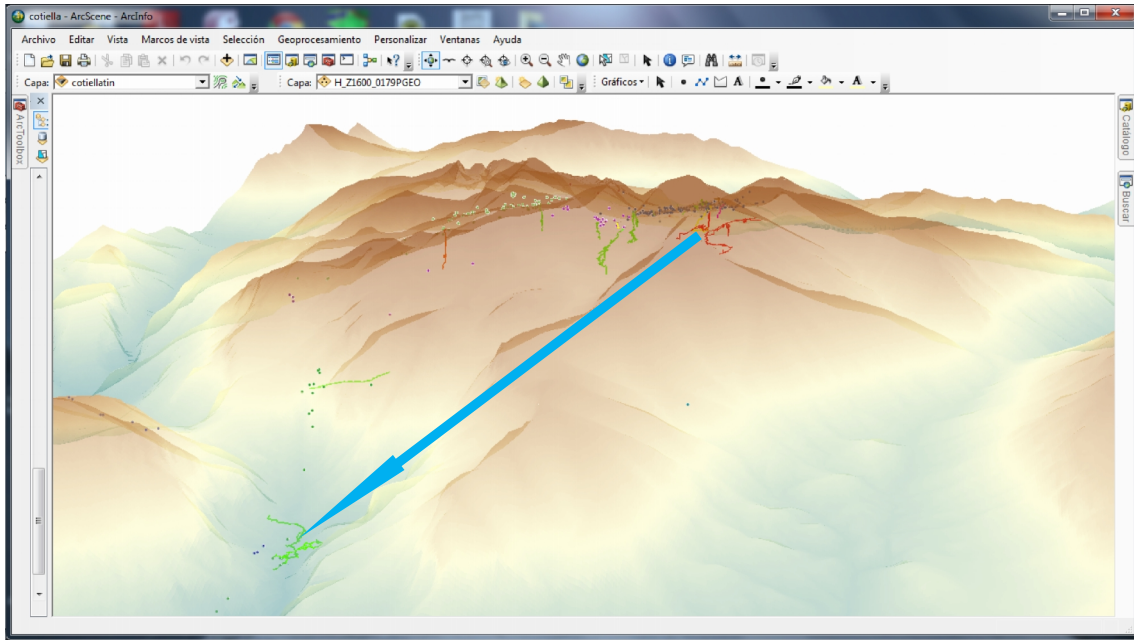 cotiella - ArcScene - ArcInfo
Archivo Editar Vista Marcos de vista Selección Geoprocesamiento Personalizar Ventanas Ayuda
Capa: cotiellatin Capa: H_Z1600_0179PGEO Gráficos A A
ArcToolbox
Catálogo
Buscar